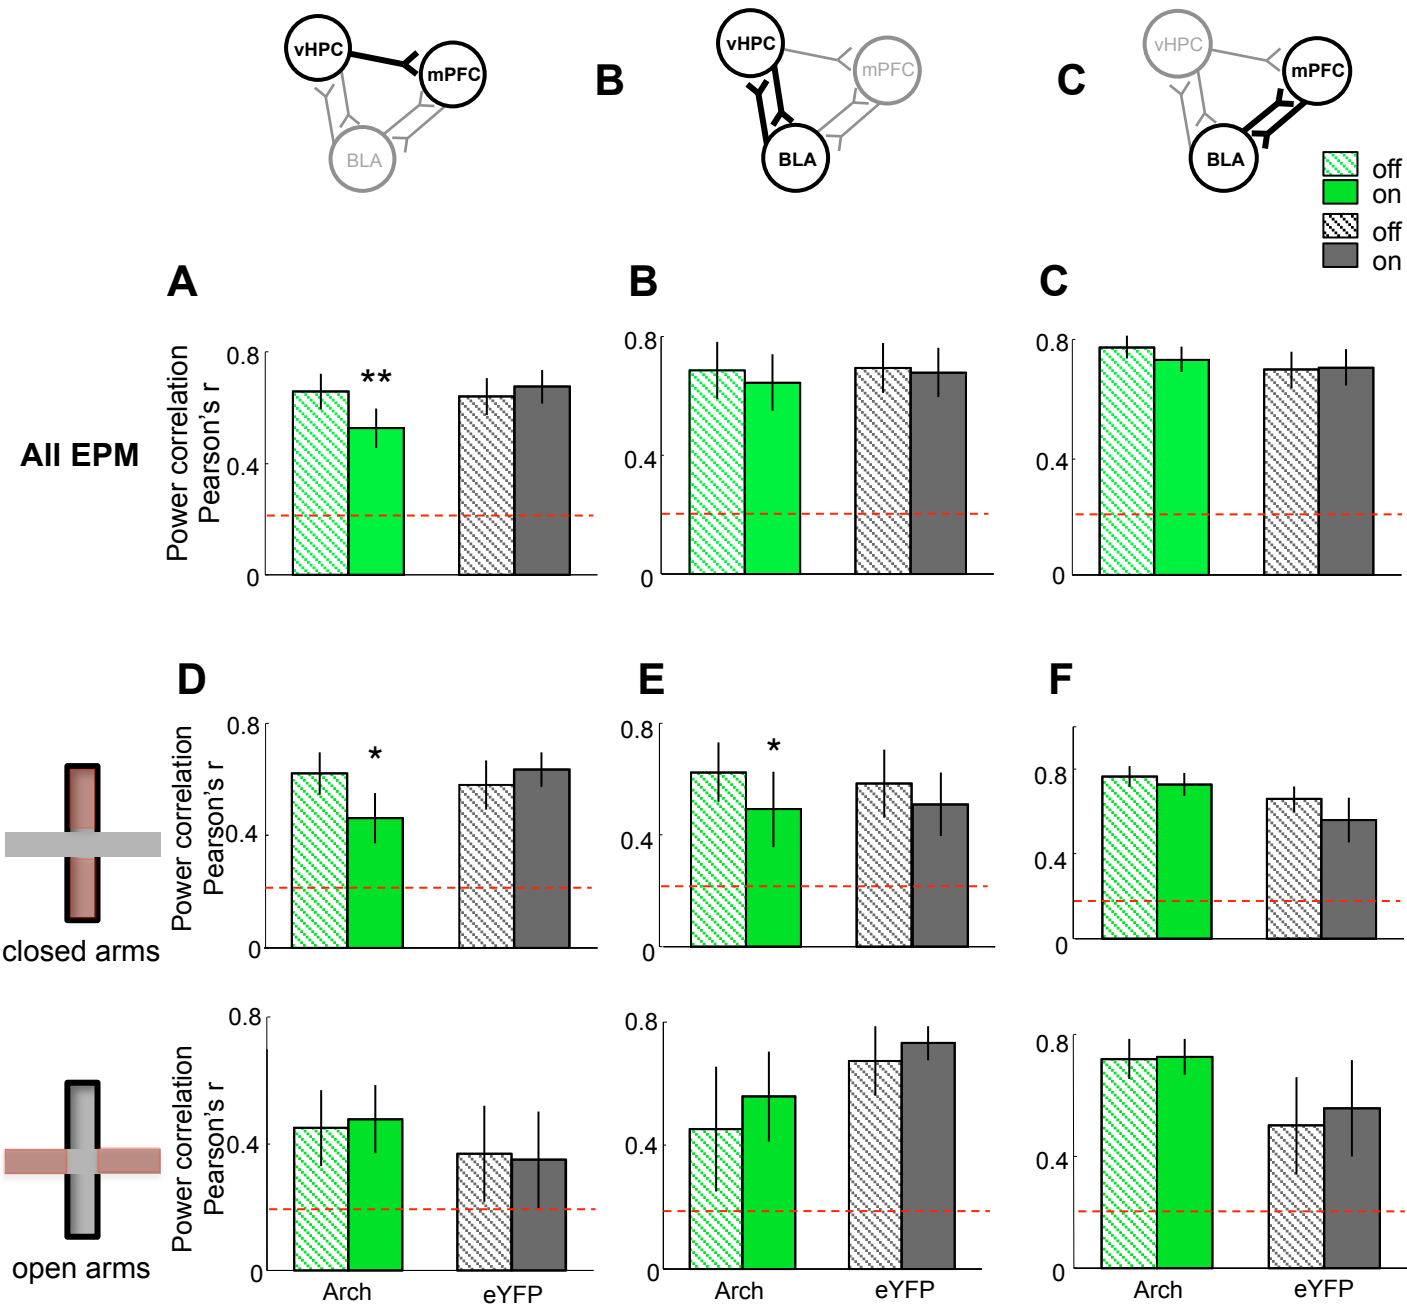 vHPC
mPFC
BLA
B
vHPC
mPFC
BLA
C
vHPC
mPFC
BLA
off
on
off
on
A
B
C
All EPM
Power correlation
Pearson's r
0.8
**
0.4
0
0.8
0.4
0
0.8
0.4
0
D
E
F
closed arms
Power correlation
Pearson's r
0.8
*
0.4
0
0.8
*
0.4
0
0.8
0.4
0
open arms
Power correlation
Pearson's r
0.8
0.4
0
Arch
eYFP
0.8
0.4
0
Arch
eYFP
0.8
0.4
0
Arch
eYFP